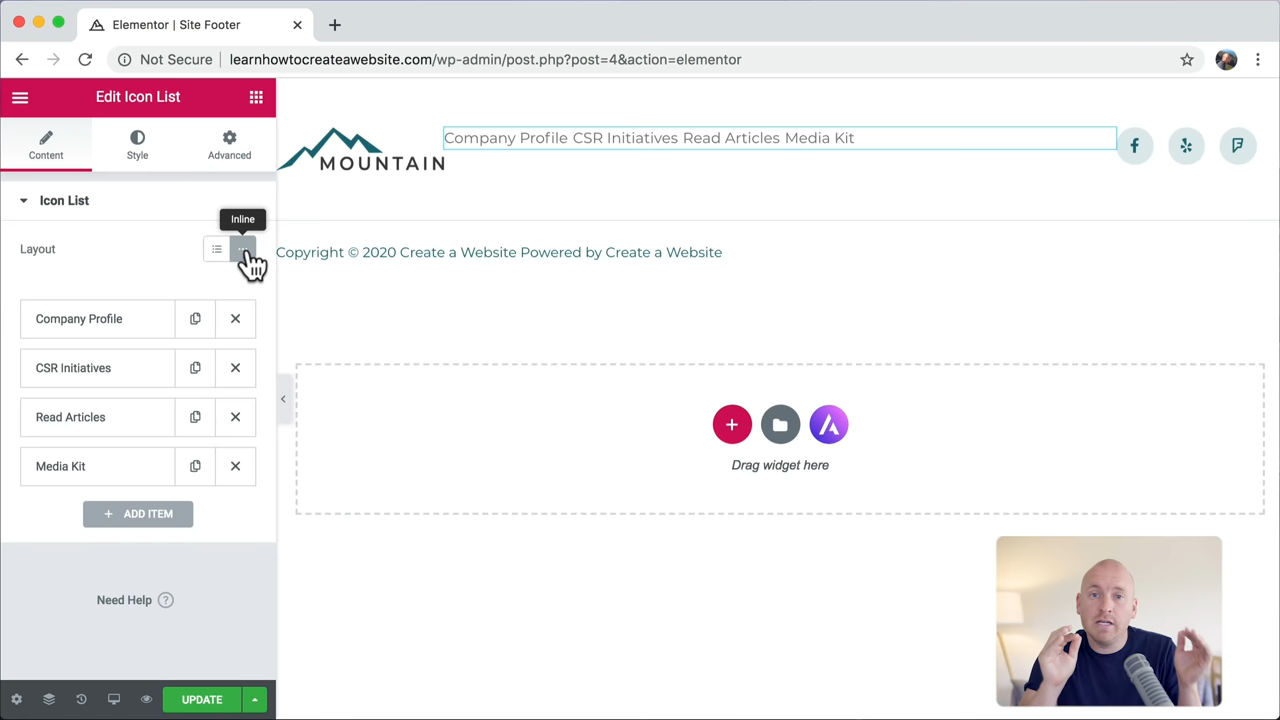 Elementor | Site Footer
Not Secure learnhowtocreateawebsite.com/wp-admin/post.php?post=4&action=elementor
Edit Icon List
Content Style Advanced
Icon List
Inline
Layout
Company Profile
CSR Initiatives
Read Articles
Media Kit
+ ADD ITEM
Need Help ?
UPDATE
MOUNTAIN
Company Profile CSR Initiatives Read Articles Media Kit
Copyright © 2020 Create a Website Powered by Create a Website
Drag widget here